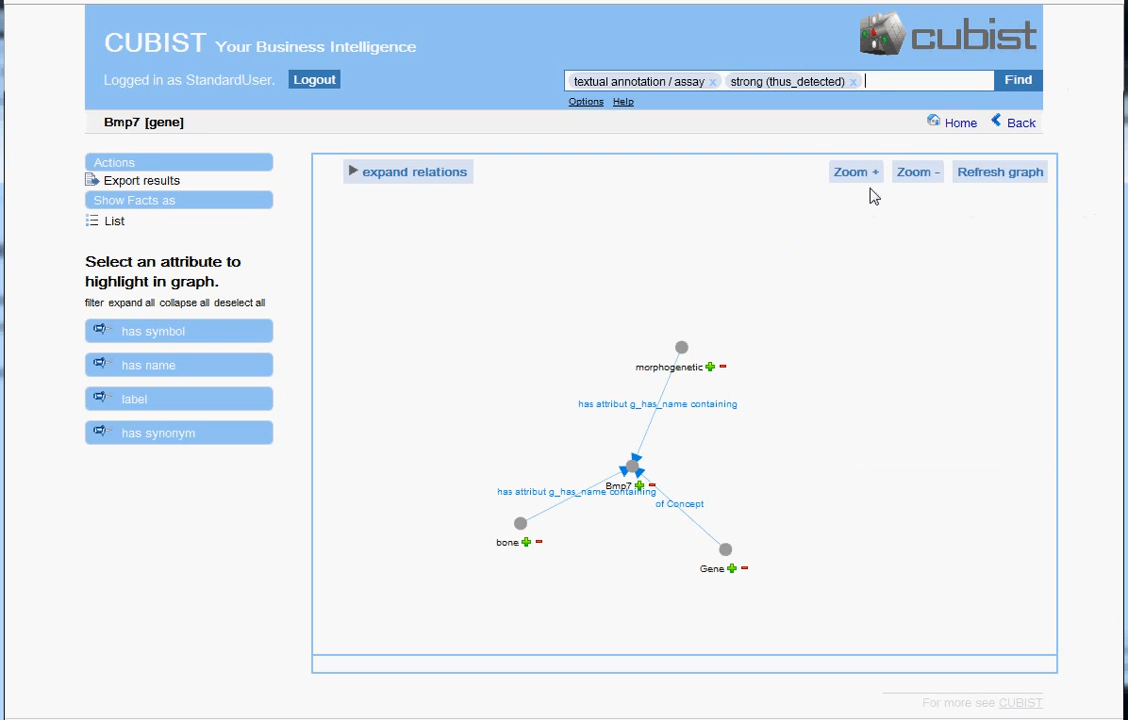 CUBIST Your Business Intelligence
cubist
Logged in as StandardUser. Logout
textual annotation / assay x strong (thus_detected) x Find
Options Help
Bmp7 [gene]
Home Back
Actions
Export results
Show Facts as
List
Select an attribute to
highlight in graph.
filter expand all collapse all deselect all
has symbol
has name
label
has synonym
expand relations
Zoom + Zoom - Refresh graph
morphogenetic
has attribut g_has_name containing
Bmp7
has attribut g_has_name containing
of Concept
bone
Gene
For more see CUBIST